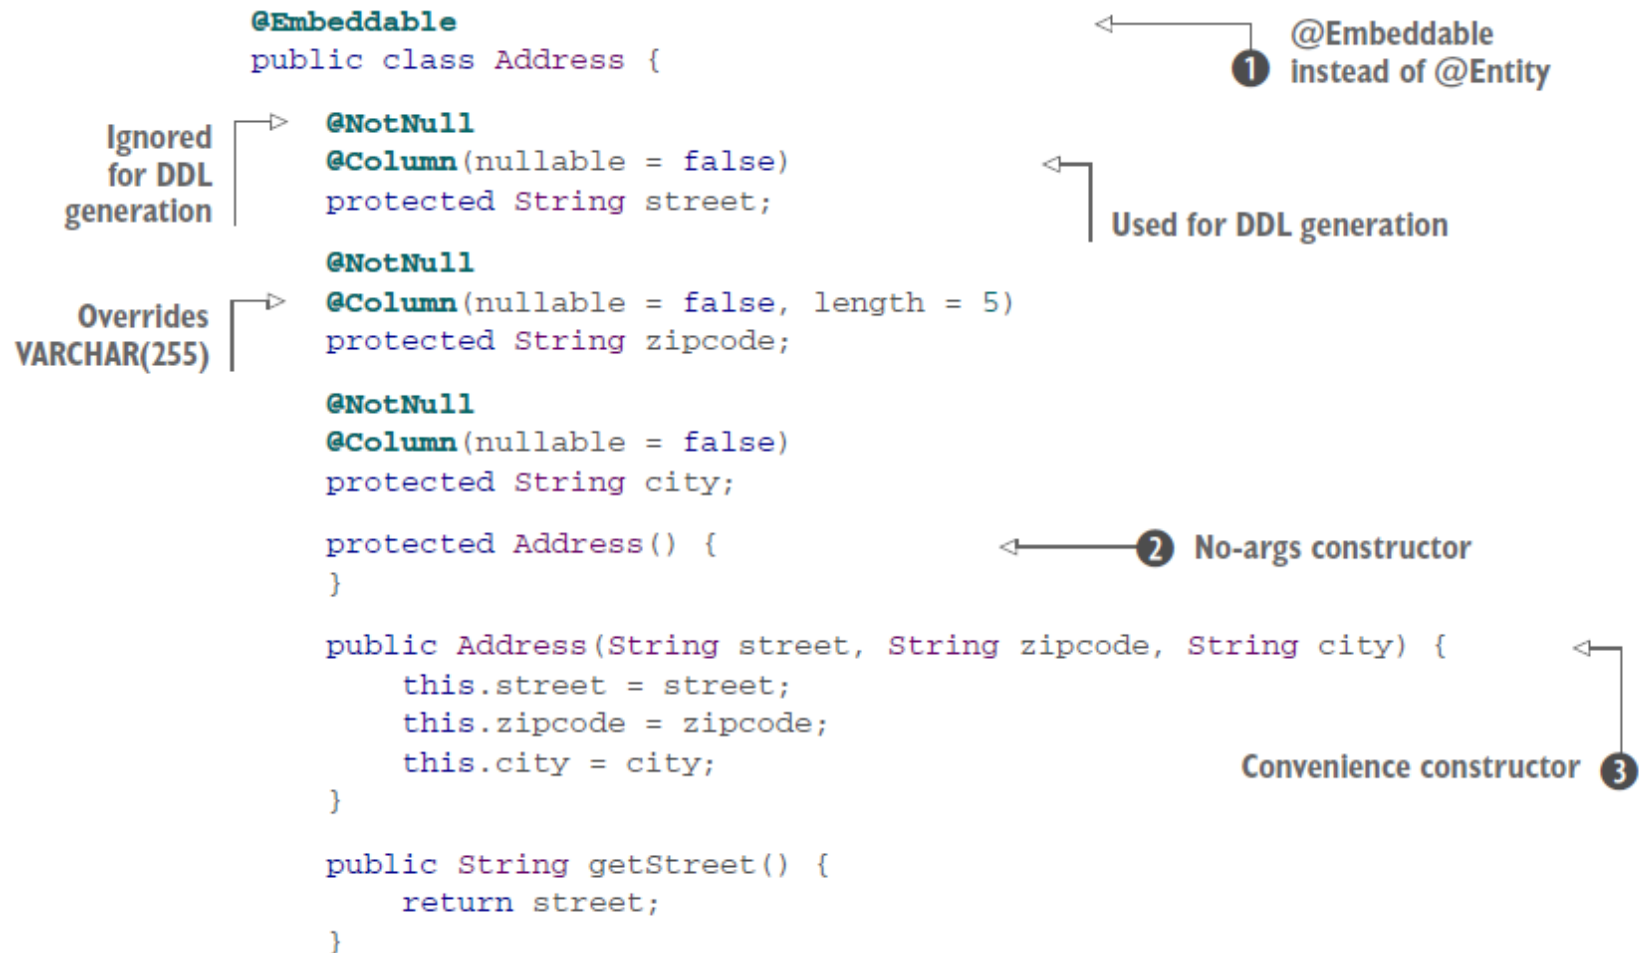 @Embeddable
public class Address {
@Embeddable
1 instead of @Entity
Ignored
for DDL
generation
@NotNull
@Column(nullable = false)
protected String street;
Used for DDL generation
Overrides
VARCHAR(255)
@NotNull
@Column(nullable = false, length = 5)
protected String zipcode;
@NotNull
@Column(nullable = false)
protected String city;
protected Address() {
}
2 No-args constructor
public Address(String street, String zipcode, String city) {
this.street = street;
this.zipcode = zipcode;
this.city = city;
}
Convenience constructor 3
public String getStreet() {
return street;
}